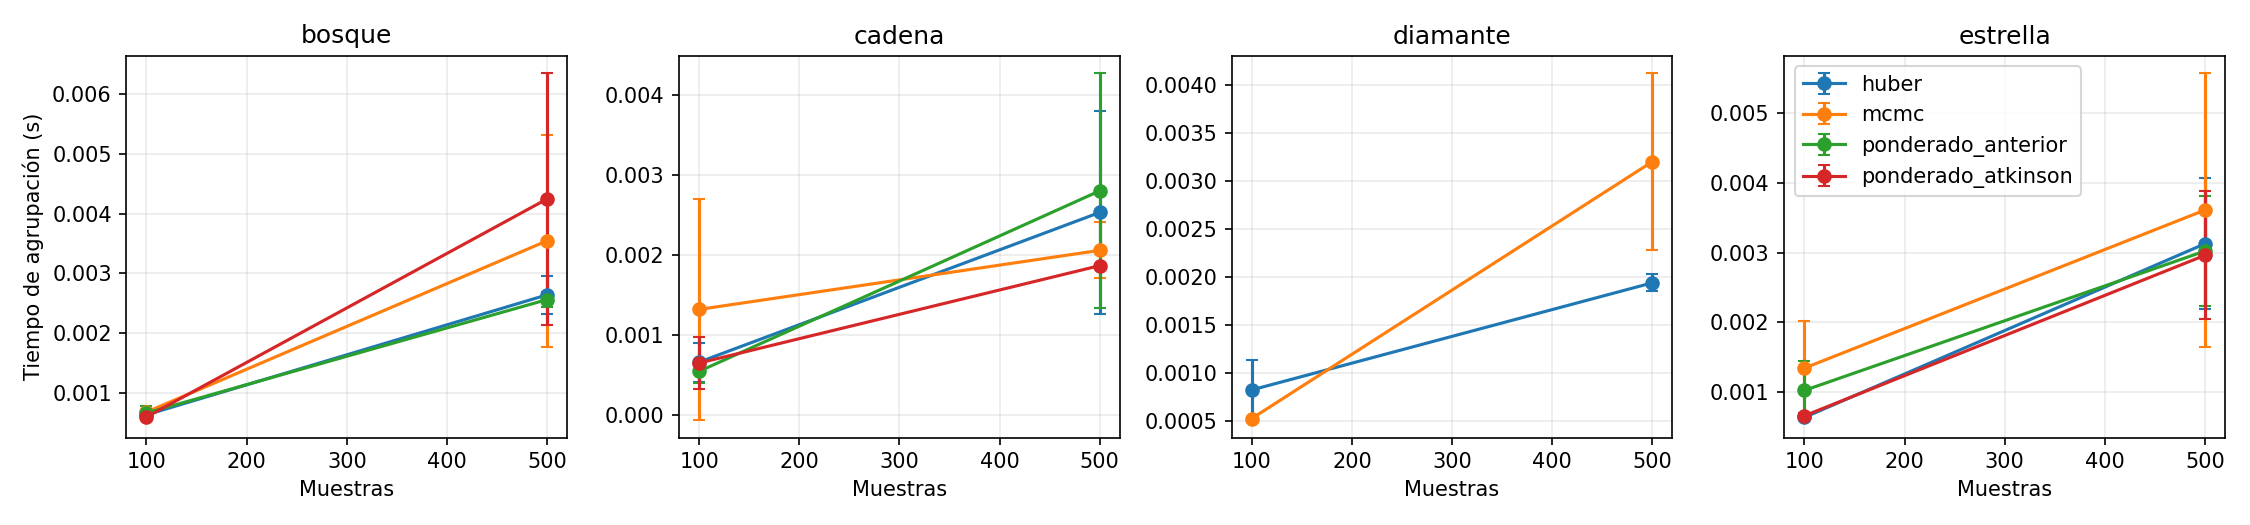 bosque
cadena
diamante
estrella
Tiempo de agrupación (s)
0.006
0.005
0.004
0.003
0.002
0.001
100 200 300 400 500
Muestras
0.004
0.003
0.002
0.001
0.000
100 200 300 400 500
Muestras
0.0040
0.0035
0.0030
0.0025
0.0020
0.0015
0.0010
0.0005
100 200 300 400 500
Muestras
0.005
0.004
0.003
0.002
0.001
huber
mcmc
ponderado_anterior
ponderado_atkinson
100 200 300 400 500
Muestras